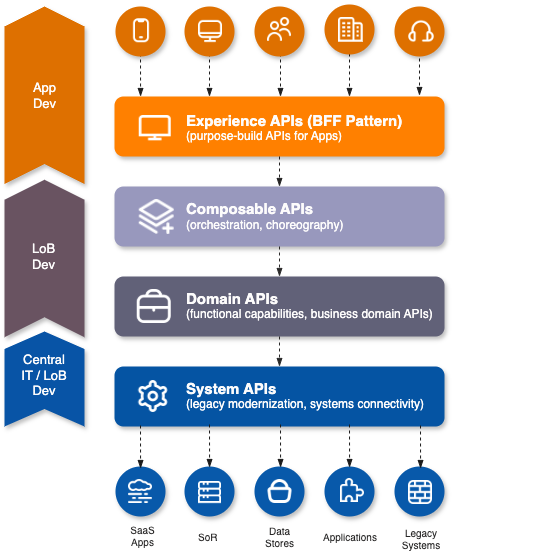 App
Dev
Experience APIs (BFF Pattern)
(purpose-build APIs for Apps)
Composable APIs
(orchestration, choreography)
LoB
Dev
Domain APIs
(functional capabilities, business domain APIs)
Central
IT / LoB
Dev
System APIs
(legacy modernization, systems connectivity)
SaaS
Apps
SoR
Data
Stores
Applications
Legacy
Systems